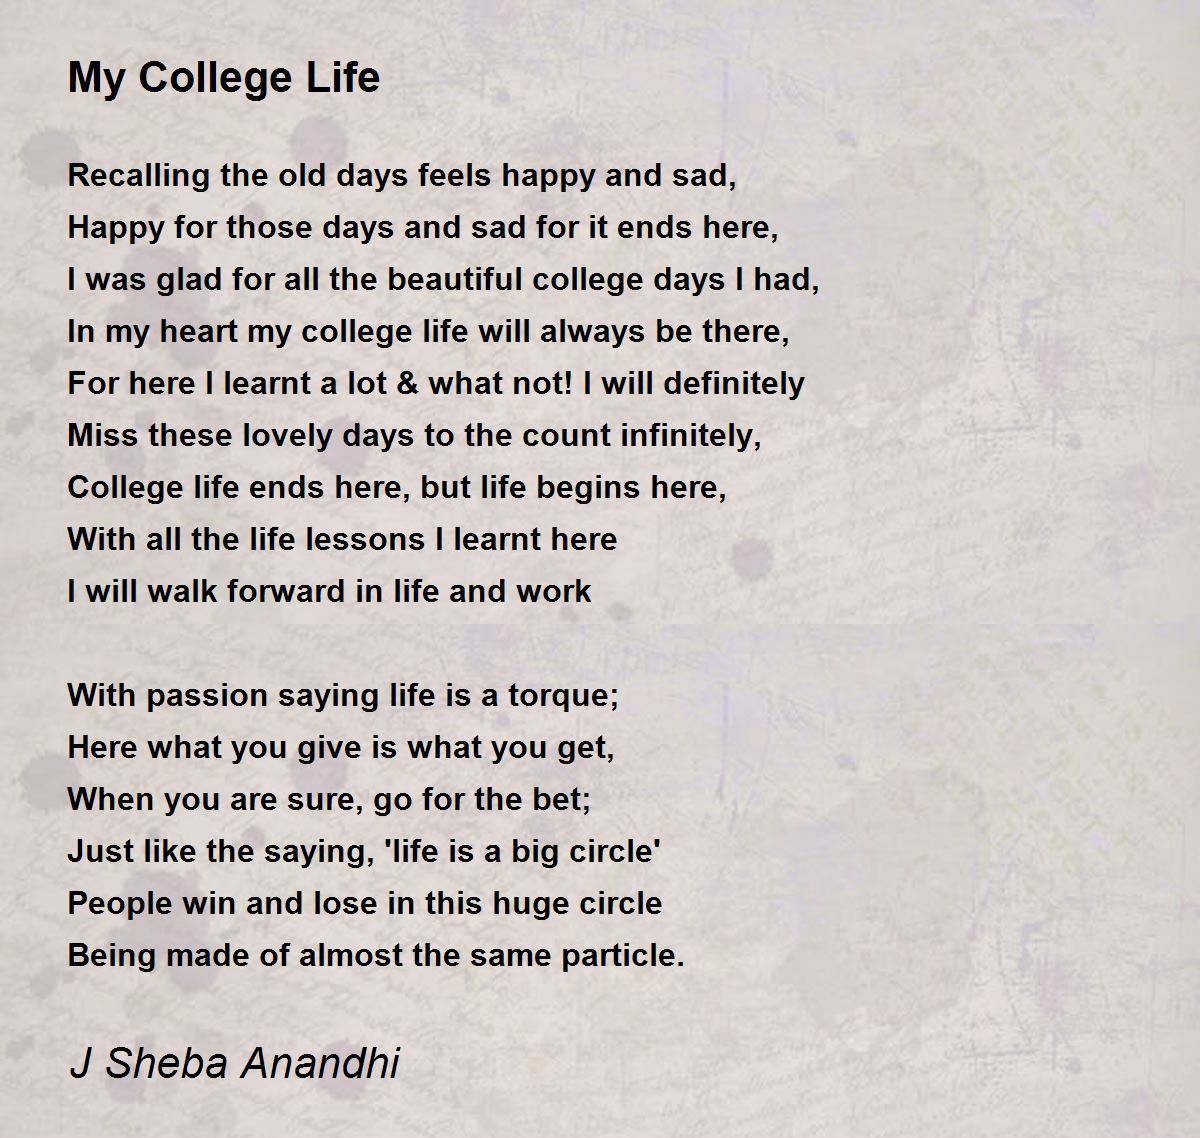 My College Life
Recalling the old days feels happy and sad,
Happy for those days and sad for it ends here,
I was glad for all the beautiful college days I had,
In my heart my college life will always be there,
For here I learnt a lot & what not! I will definitely
Miss these lovely days to the count infinitely,
College life ends here, but life begins here,
With all the life lessons I learnt here
I will walk forward in life and work
With passion saying life is a torque;
Here what you give is what you get,
When you are sure, go for the bet;
Just like the saying, 'life is a big circle'
People win and lose in this huge circle
Being made of almost the same particle.
J Sheba Anandhi